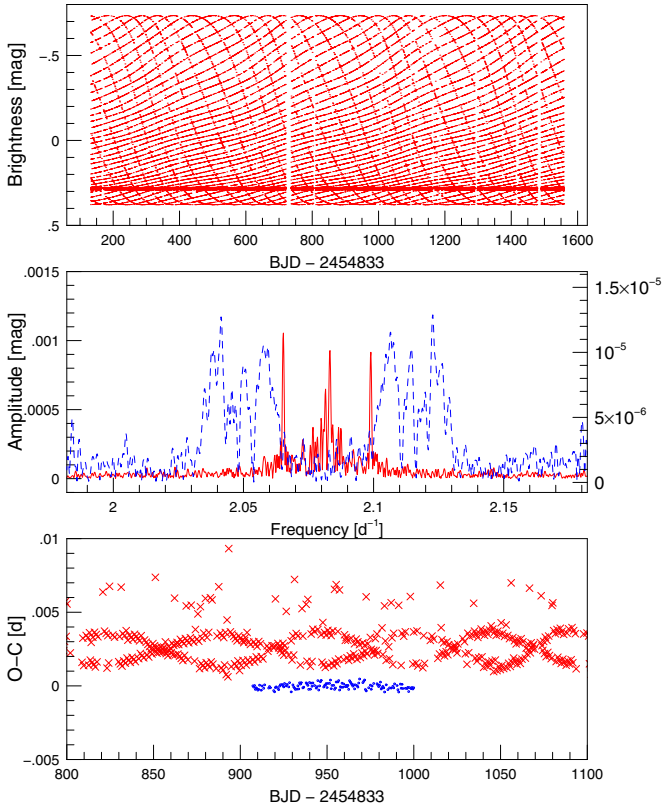 Brightness [mag]
-.5
0
.5
200 400 600 800 1000 1200 1400 1600
BJD − 2454833
Amplitude [mag]
.0015
.001
.0005
0
1.5×10⁻⁵
10⁻⁵
5×10⁻⁶
0
2 2.05 2.1 2.15
Frequency [d⁻¹]
O−C [d]
.01
.005
0
-.005
800 850 900 950 1000 1050 1100
BJD − 2454833